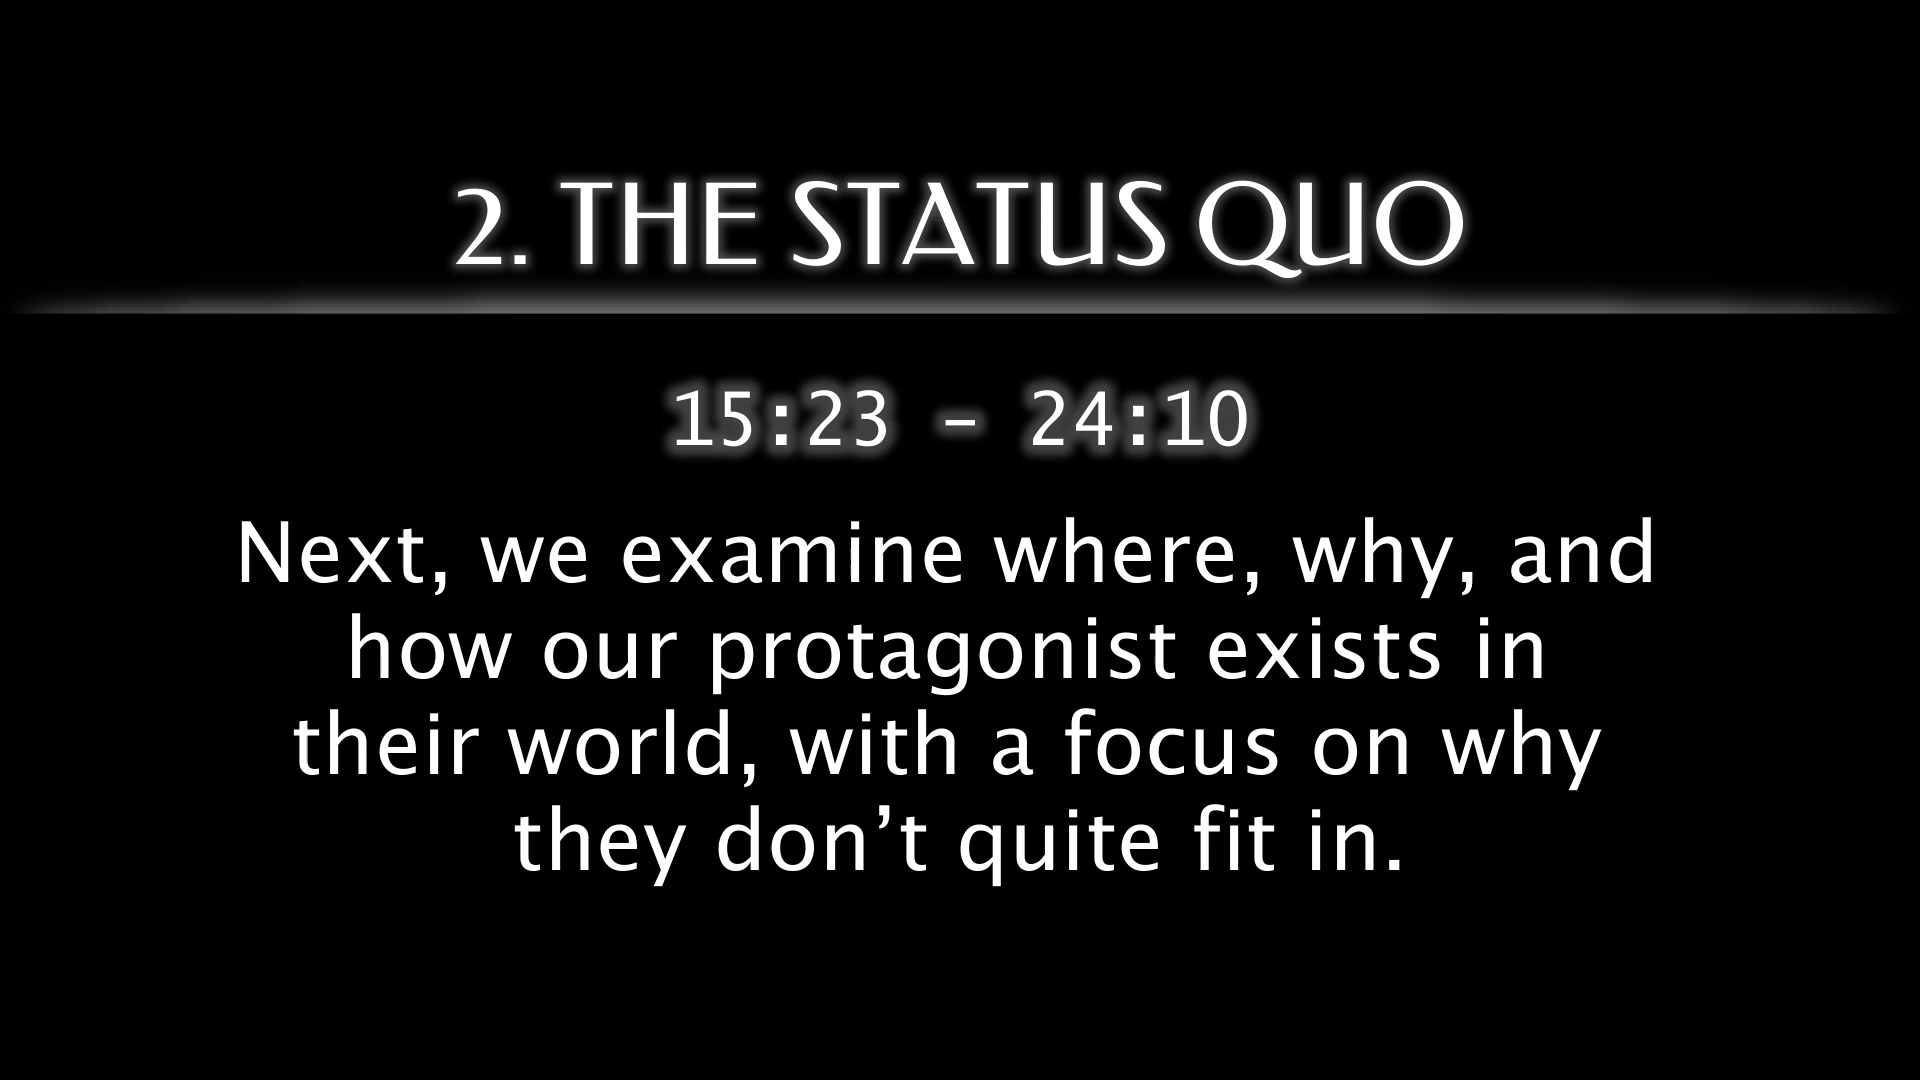 2. THE STATUS QUO
15:23 - 24:10
Next, we examine where, why, and
how our protagonist exists in
their world, with a focus on why
they don’t quite fit in.